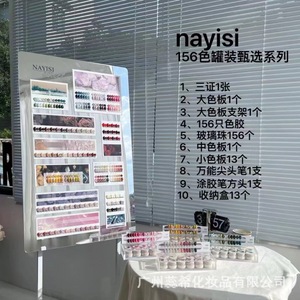 nayisi
156色罐装甄选系列
NAYISI
1、三证1张
2、大色板1个
3、大色板支架1个
4、156只色胶
5、玻璃珠156个
6、中色板1个
7、小色板13个
8、万能尖头笔1支
9、涂胶笔方头1支
10、收纳盒13个
57
广州蕊希化妆品有限公司